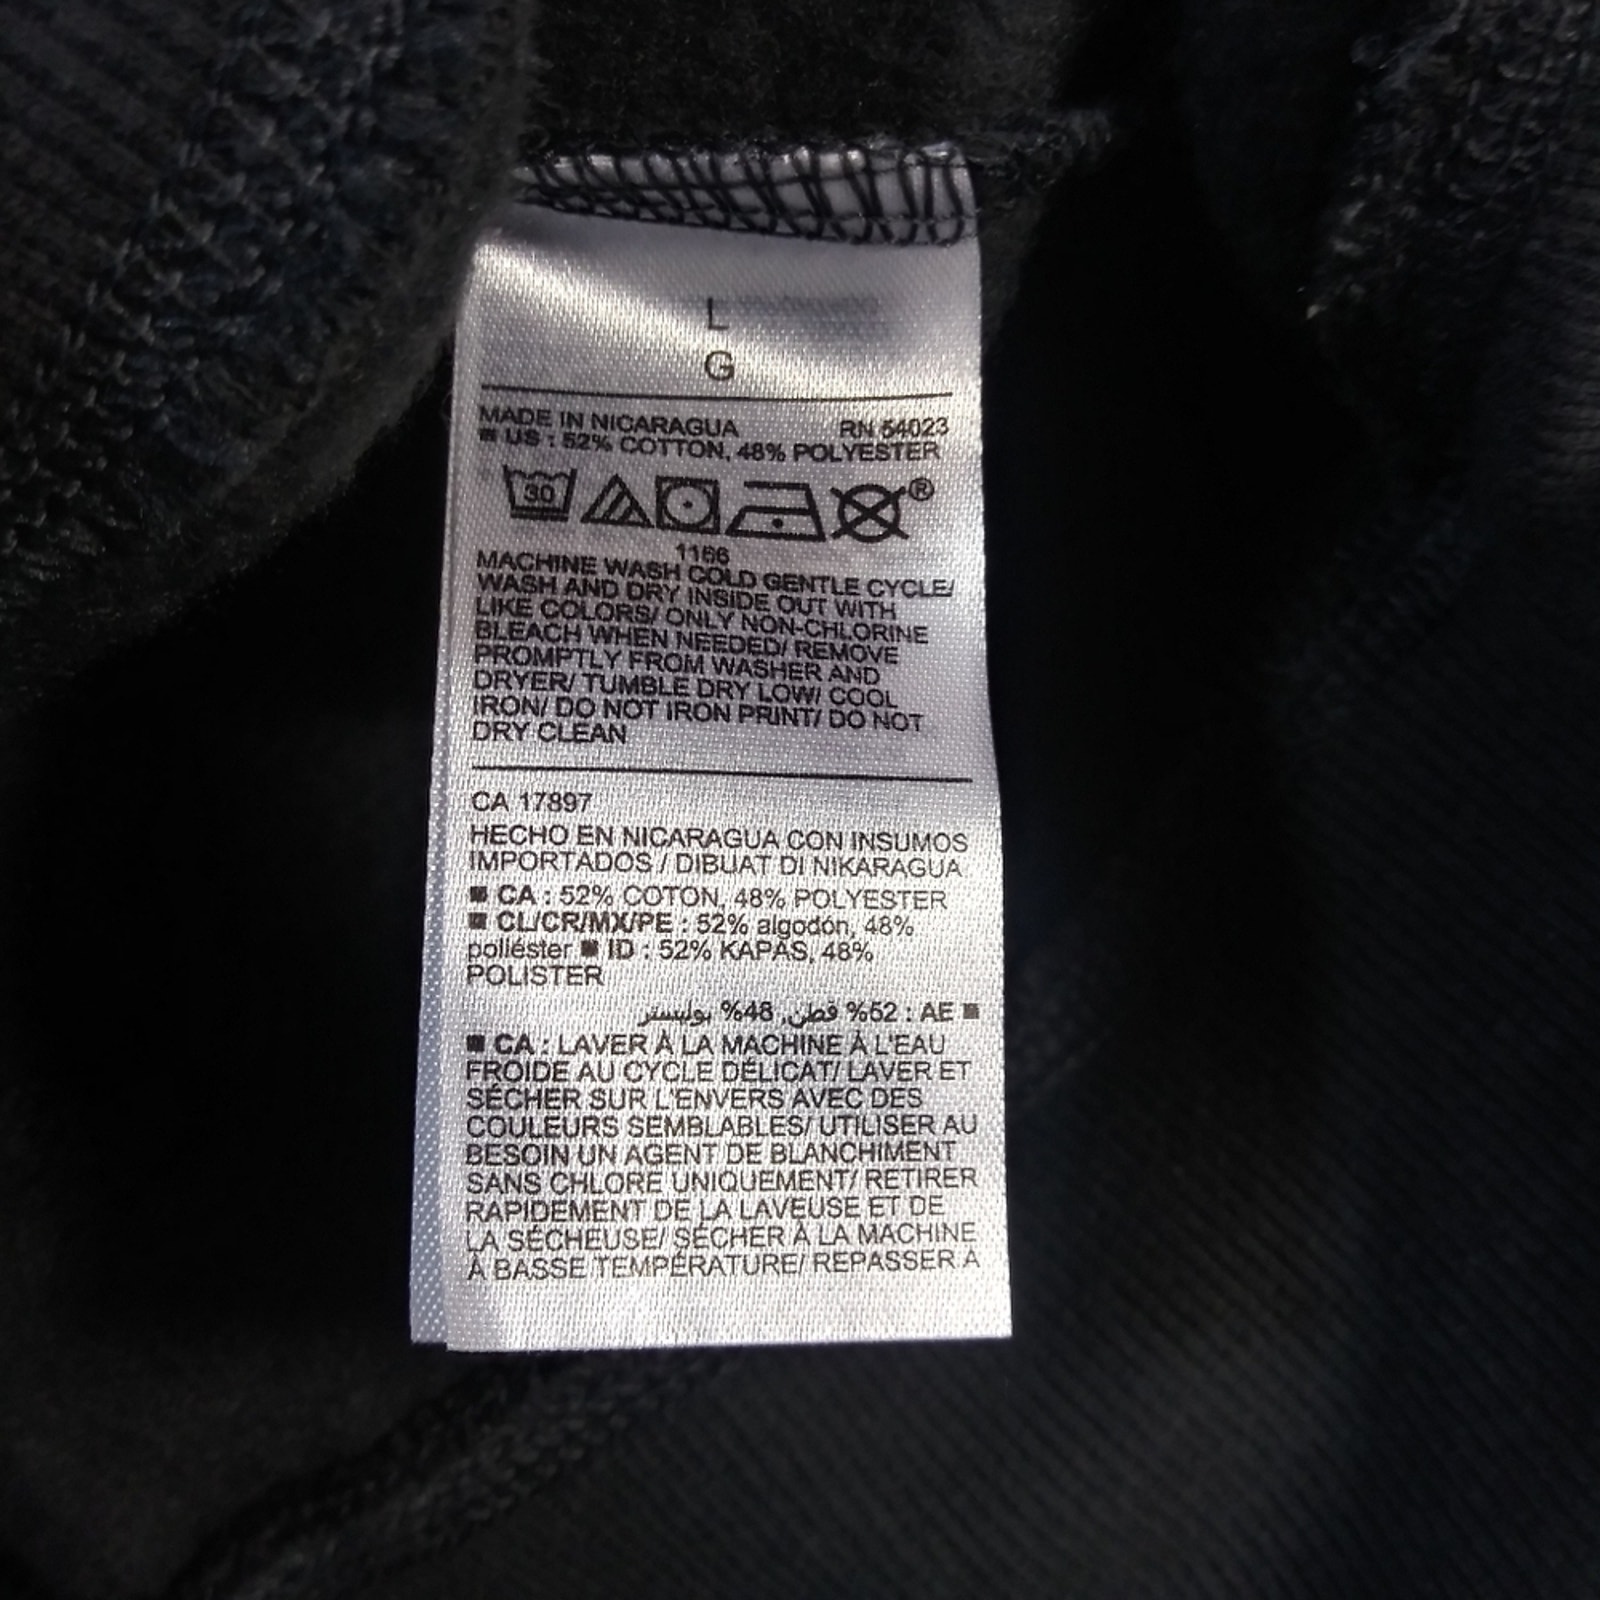 L
G
MADE IN NICARAGUA RN 54023
■ US : 52% COTTON, 48% POLYESTER
30 ®
1166
MACHINE WASH COLD GENTLE CYCLE/
WASH AND DRY INSIDE OUT WITH
LIKE COLORS/ ONLY NON-CHLORINE
BLEACH WHEN NEEDED/ REMOVE
PROMPTLY FROM WASHER AND
DRYER/ TUMBLE DRY LOW/ COOL
IRON/ DO NOT IRON PRINT/ DO NOT
DRY CLEAN
CA 17897
HECHO EN NICARAGUA CON INSUMOS
IMPORTADOS / DIBUAT DI NIKARAGUA
■ CA : 52% COTON, 48% POLYESTER
■ CL/CR/MX/PE : 52% algodón, 48%
poliéster ■ ID : 52% KAPAS, 48%
POLISTER
■ AE : 52% قطن, 48% بوليستر
■ CA : LAVER À LA MACHINE À L'EAU
FROIDE AU CYCLE DÉLICAT/ LAVER ET
SÉCHER SUR L'ENVERS AVEC DES
COULEURS SEMBLABLES/ UTILISER AU
BESOIN UN AGENT DE BLANCHIMENT
SANS CHLORE UNIQUEMENT/ RETIRER
RAPIDEMENT DE LA LAVEUSE ET DE
LA SÉCHEUSE/ SÉCHER À LA MACHINE
À BASSE TEMPÉRATURE/ REPASSER À